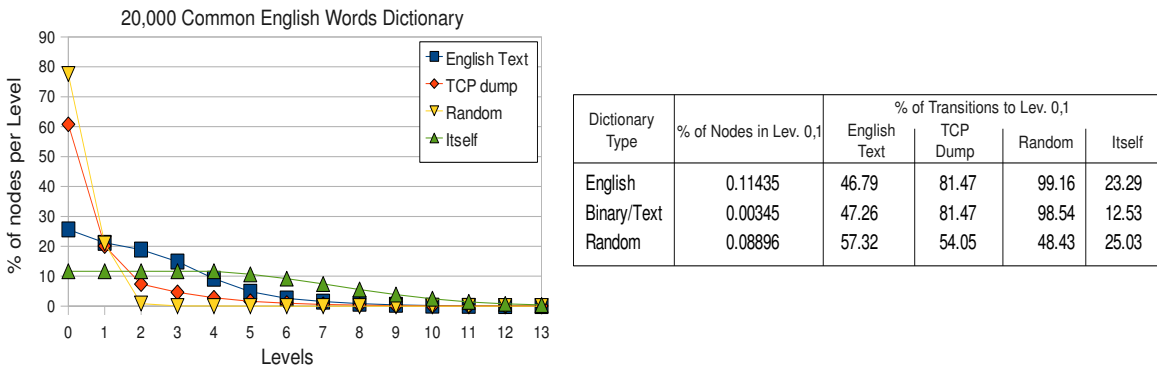 20,000 Common English Words Dictionary
% of nodes per Level
90
80
70
60
50
40
30
20
10
0
English Text
TCP dump
Random
Itself
0 1 2 3 4 5 6 7 8 9 10 11 12 13
Levels
Dictionary Type
% of Nodes in Lev. 0,1
% of Transitions to Lev. 0,1
English Text
TCP Dump
Random
Itself
English 0.11435 46.79 81.47 99.16 23.29
Binary/Text 0.00345 47.26 81.47 98.54 12.53
Random 0.08896 57.32 54.05 48.43 25.03